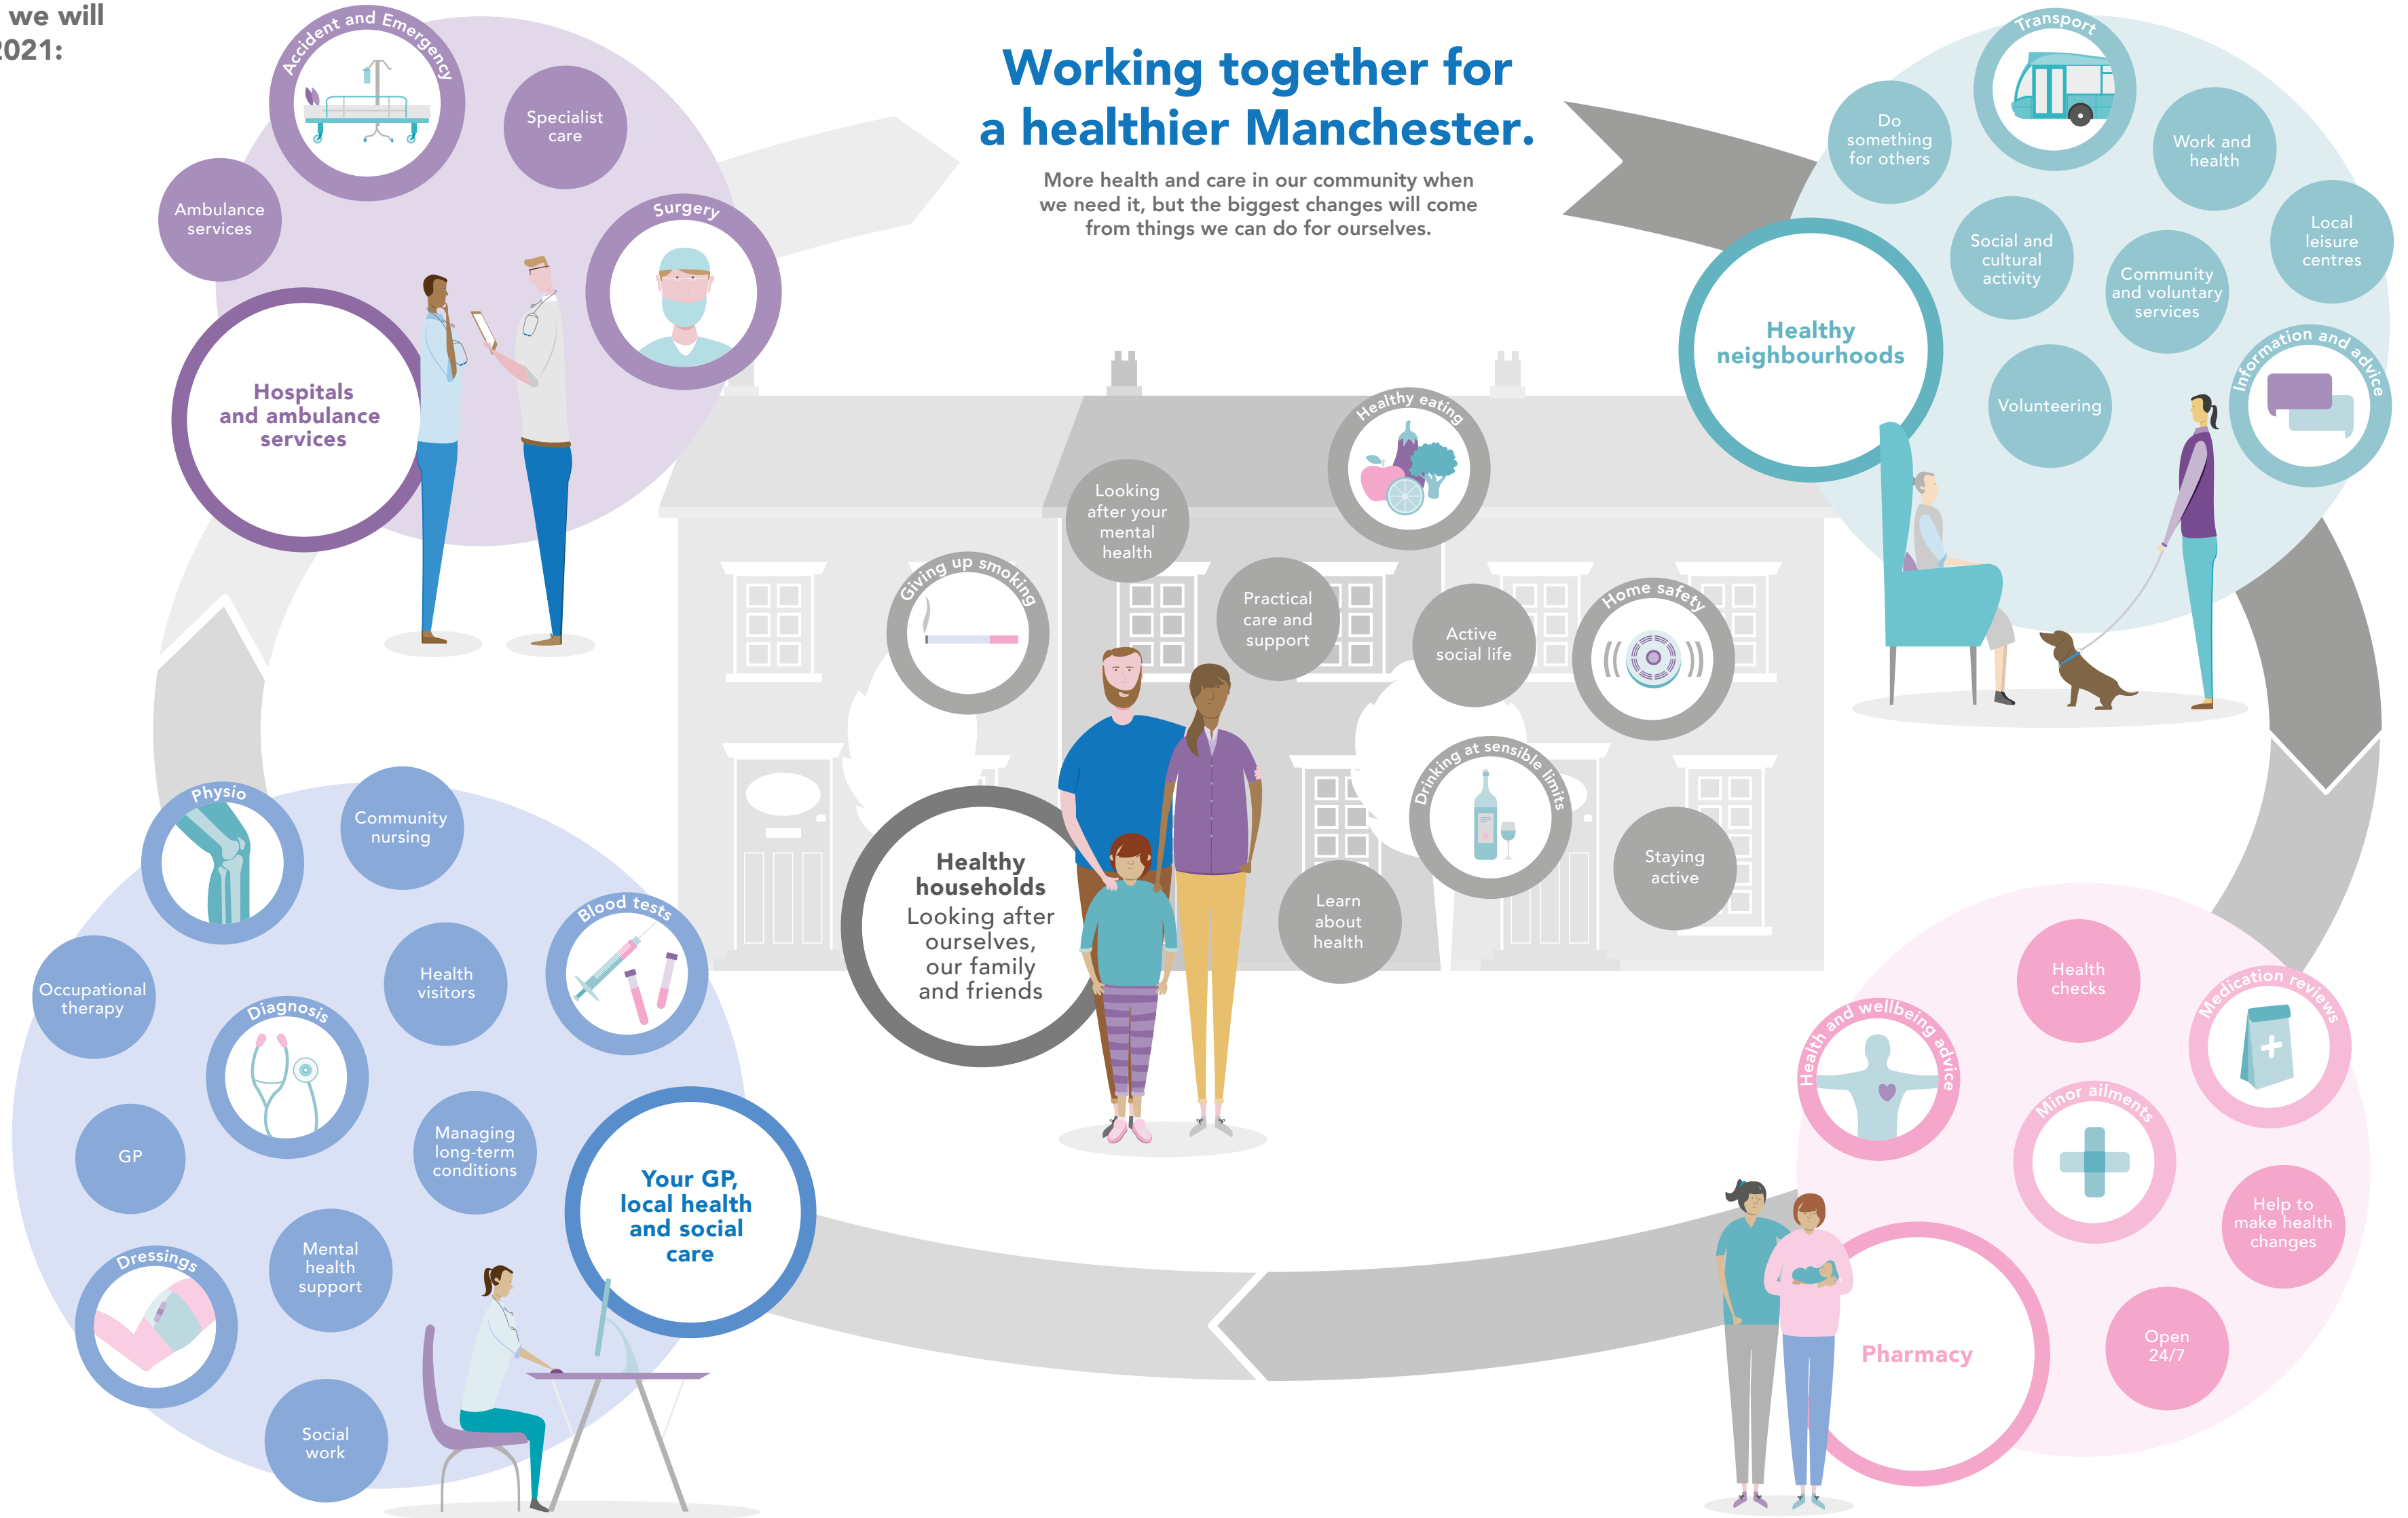 we will
2021:
Working together for
a healthier Manchester.
More health and care in our community when
we need it, but the biggest changes will come
from things we can do for ourselves.
Accident and Emergency
Specialist
care
Ambulance
services
Surgery
Hospitals
and ambulance
services
Transport
Do
something
for others
Work and
health
Social and
cultural
activity
Community
and voluntary
services
Local
leisure
centres
Healthy
neighbourhoods
Volunteering
Information and advice
Healthy eating
Looking
after your
mental
health
Giving up smoking
Practical
care and
support
Active
social life
Home safety
Drinking at sensible limits
Staying
active
Learn
about
health
Healthy
households
Looking after
ourselves,
our family
and friends
Physio
Community
nursing
Blood tests
Occupational
therapy
Health
visitors
Diagnosis
GP
Managing
long-term
conditions
Your GP,
local health
and social
care
Mental
health
support
Dressings
Social
work
Health
checks
Medication reviews
Health and wellbeing advice
Minor ailments
Help to
make health
changes
Open
24/7
Pharmacy